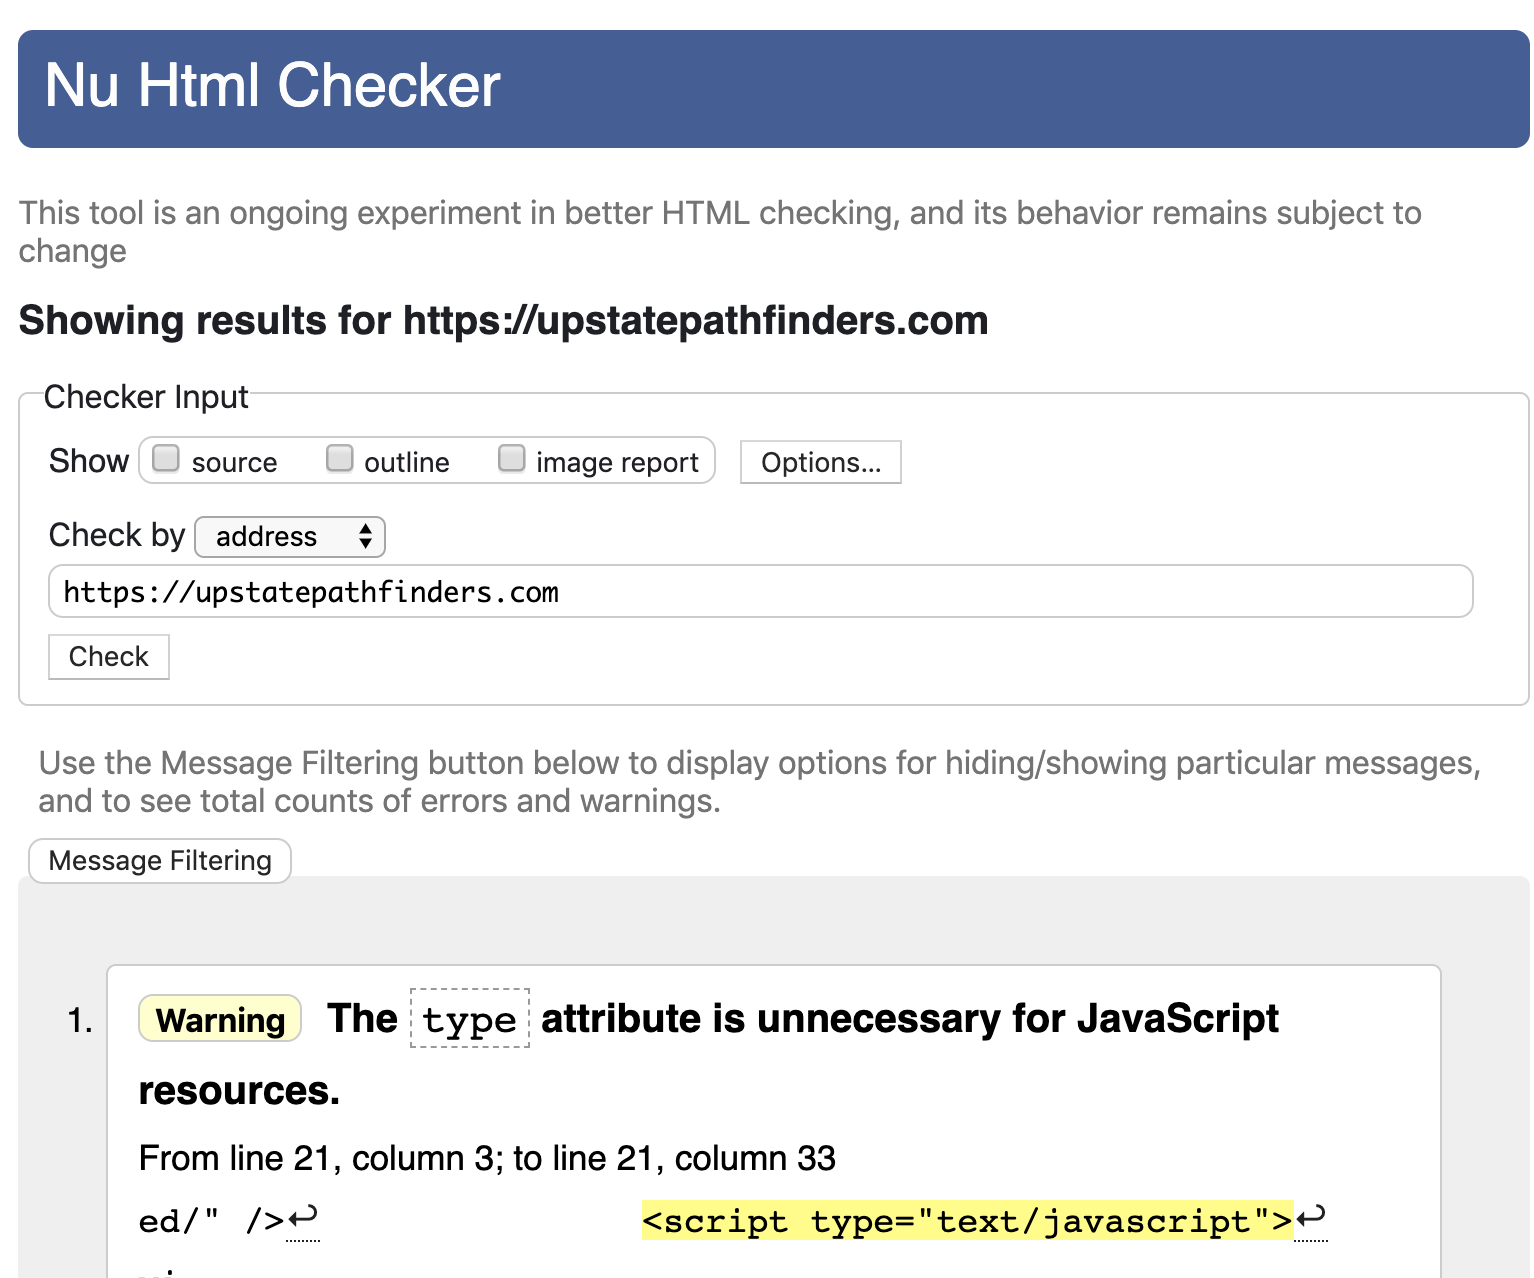 Nu Html Checker
This tool is an ongoing experiment in better HTML checking, and its behavior remains subject to
change
Showing results for https://upstatepathfinders.com
Checker Input
Show source outline image report Options...
Check by address
https://upstatepathfinders.com
Check
Use the Message Filtering button below to display options for hiding/showing particular messages,
and to see total counts of errors and warnings.
Message Filtering
1. Warning The type attribute is unnecessary for JavaScript
resources.
From line 21, column 3; to line 21, column 33
ed/" />↩ <script type="text/javascript">↩